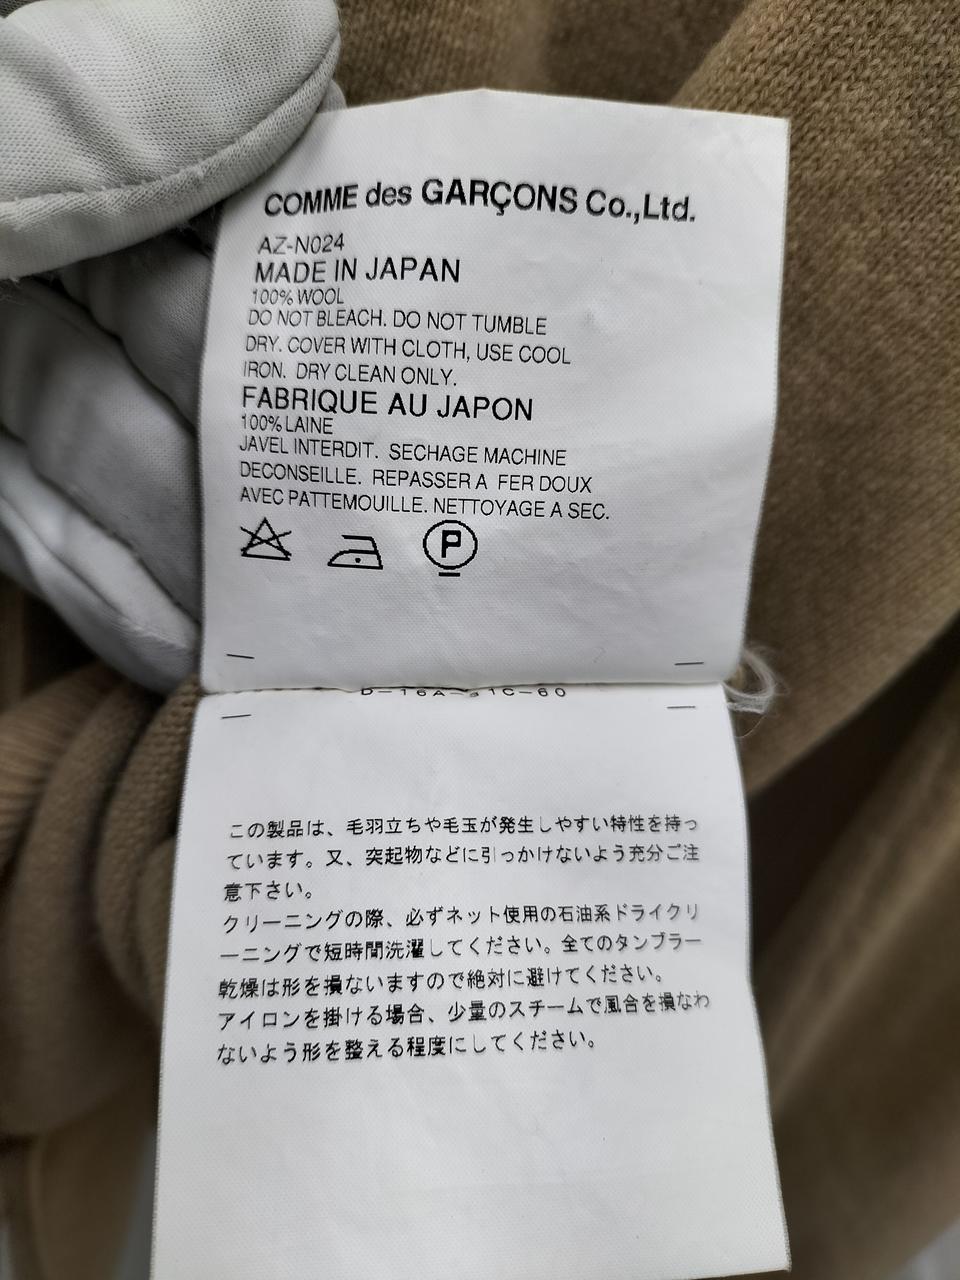 COMME des GARÇONS Co.,Ltd.
AZ-N024
MADE IN JAPAN
100% WOOL
DO NOT BLEACH. DO NOT TUMBLE
DRY. COVER WITH CLOTH, USE COOL
IRON. DRY CLEAN ONLY.
FABRIQUE AU JAPON
100% LAINE
JAVEL INTERDIT. SECHAGE MACHINE
DECONSEILLE. REPASSER A FER DOUX
AVEC PATTEMOUILLE. NETTOYAGE A SEC.
P
この製品は、毛羽立ちや毛玉が発生しやすい特性を持っ
ています。又、突起物などに引っかけないよう充分ご注
意下さい。
クリーニングの際、必ずネット使用の石油系ドライクリ
ーニングで短時間洗濯してください。全てのタンブラー
乾燥は形を損ないますので絶対に避けてください。
アイロンを掛ける場合、少量のスチームで風合を損なわ
ないよう形を整える程度にしてください。